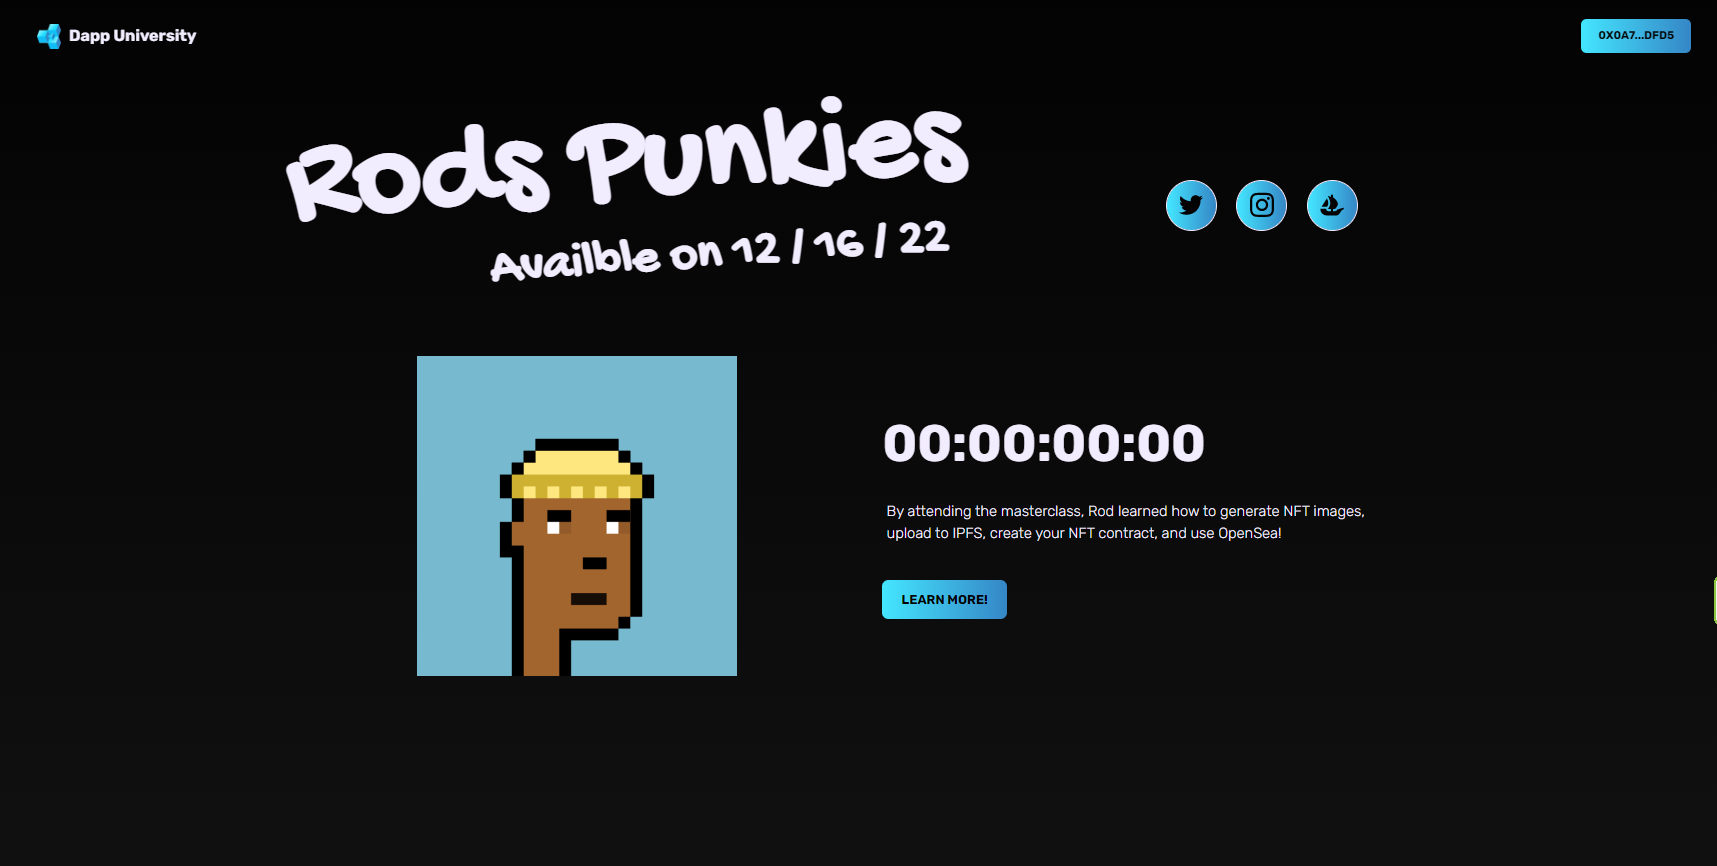 Dapp University
0X0A7...DFD5
Rods Punkies
Availble on 12 / 16 / 22
00:00:00:00
By attending the masterclass, Rod learned how to generate NFT images,
upload to IPFS, create your NFT contract, and use OpenSea!
LEARN MORE!